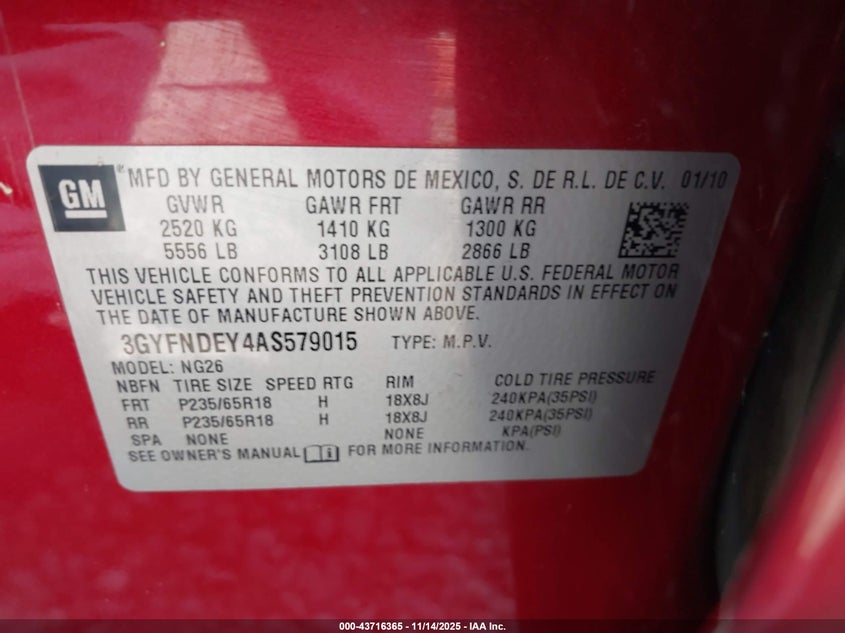 GM
MFD BY GENERAL MOTORS DE MEXICO, S. DE R.L. DE C.V. 01/10
GVWR GAWR FRT GAWR RR
2520 KG 1410 KG 1300 KG
5556 LB 3108 LB 2866 LB
THIS VEHICLE CONFORMS TO ALL APPLICABLE U.S. FEDERAL MOTOR
VEHICLE SAFETY AND THEFT PREVENTION STANDARDS IN EFFECT ON
THE DATE OF MANUFACTURE SHOWN ABOVE.
3GYFNDEY4AS579015 TYPE: M.P.V.
MODEL: NG26
NBFN TIRE SIZE SPEED RTG RIM COLD TIRE PRESSURE
FRT P235/65R18 H 18X8J 240KPA(35PSI)
RR P235/65R18 H 18X8J 240KPA(35PSI)
SPA NONE NONE KPA(PSI)
SEE OWNER'S MANUAL FOR MORE INFORMATION.
000-43716365 - 11/14/2025 - IAA Inc.